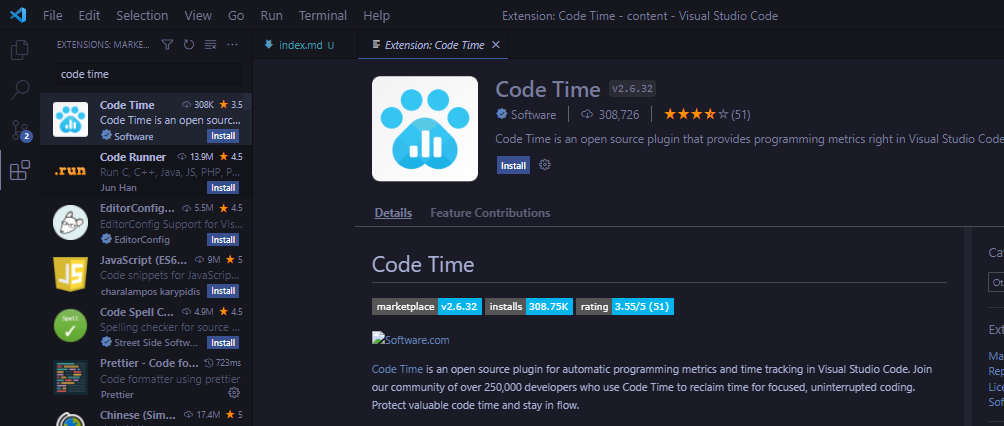 File Edit Selection View Go Run Terminal Help Extension: Code Time - content - Visual Studio Code
EXTENSIONS: MARKE... ···
index.md U
Extension: Code Time ×
code time
Code Time 308K ★ 3.5
Code Time is an open sourc...
Software Install
Code Runner 13.9M ★ 4.5
Run C, C++, Java, JS, PHP, P...
Jun Han Install
EditorConfig... 5.5M ★ 4.5
EditorConfig Support for Vis...
EditorConfig Install
JavaScript (ES6... 9M ★ 5
Code snippets for JavaScrip...
charalampos karypidis Install
Code Spell C... 4.9M ★ 4.5
Spelling checker for source ...
Street Side Softw... Install
Prettier - Code fo... 723ms
Code formatter using prettier
Prettier
Chinese (Sim... 17.4M ★ 5
2
.run
JS
Spell
Code Time v2.6.32
Software 308,726 (51)
Code Time is an open source plugin that provides programming metrics right in Visual Studio Code
Install
Details Feature Contributions
Code Time
marketplace v2.6.32 installs 308.75K rating 3.55/5 (51)
Software.com
Code Time is an open source plugin for automatic programming metrics and time tracking in Visual Studio Code. Join
our community of over 250,000 developers who use Code Time to reclaim time for focused, uninterrupted coding.
Protect valuable code time and stay in flow.
Cat
Ot
Ext
Ma
Rep
Lice
Sof